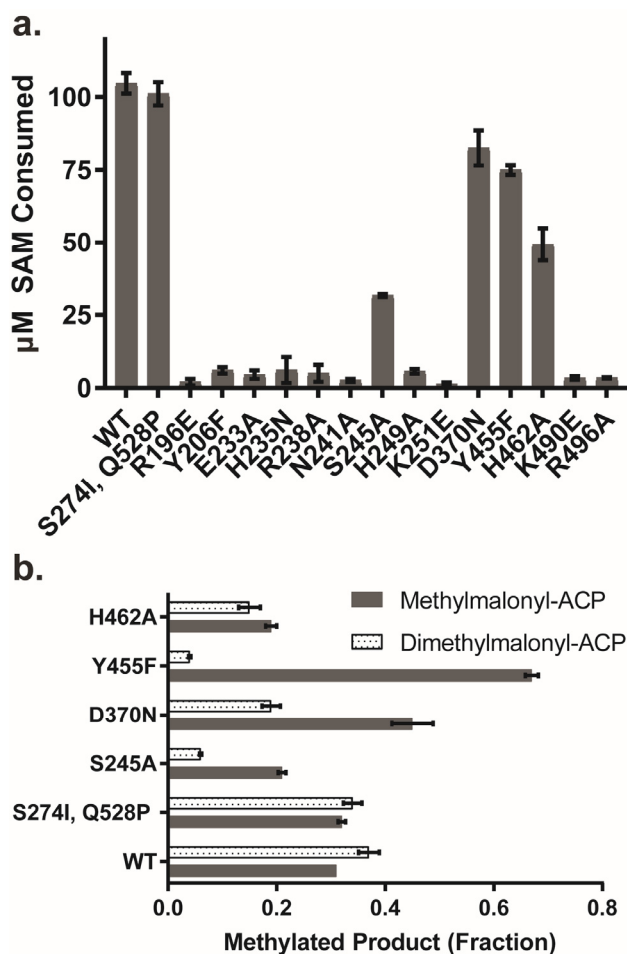 a.
µM SAM Consumed
100
75
50
25
0
WT
S274I, Q528P
R196E
Y206F
E233A
H235N
R238A
N241A
S245A
H249A
K251E
D370N
Y455F
H462A
K490E
R496A
b.
Methylmalonyl-ACP
Dimethylmalonyl-ACP
H462A
Y455F
D370N
S245A
S274I, Q528P
WT
0.0 0.2 0.4 0.6 0.8
Methylated Product (Fraction)